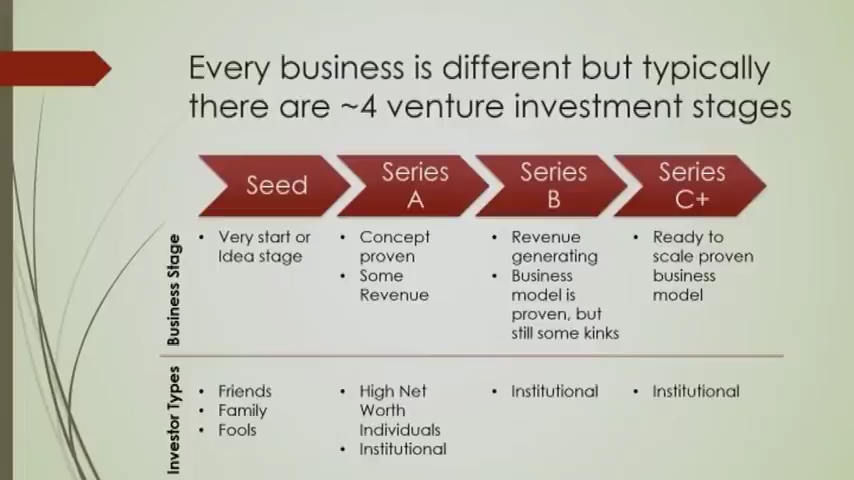 Every business is different but typically
there are ~4 venture investment stages
Seed
Series
A
Series
B
Series
C+
Business Stage
• Very start or
Idea stage
• Concept
proven
• Some
Revenue
• Revenue
generating
• Business
model is
proven, but
still some kinks
• Ready to
scale proven
business
model
Investor Types
• Friends
• Family
• Fools
• High Net
Worth
Individuals
• Institutional
• Institutional
• Institutional